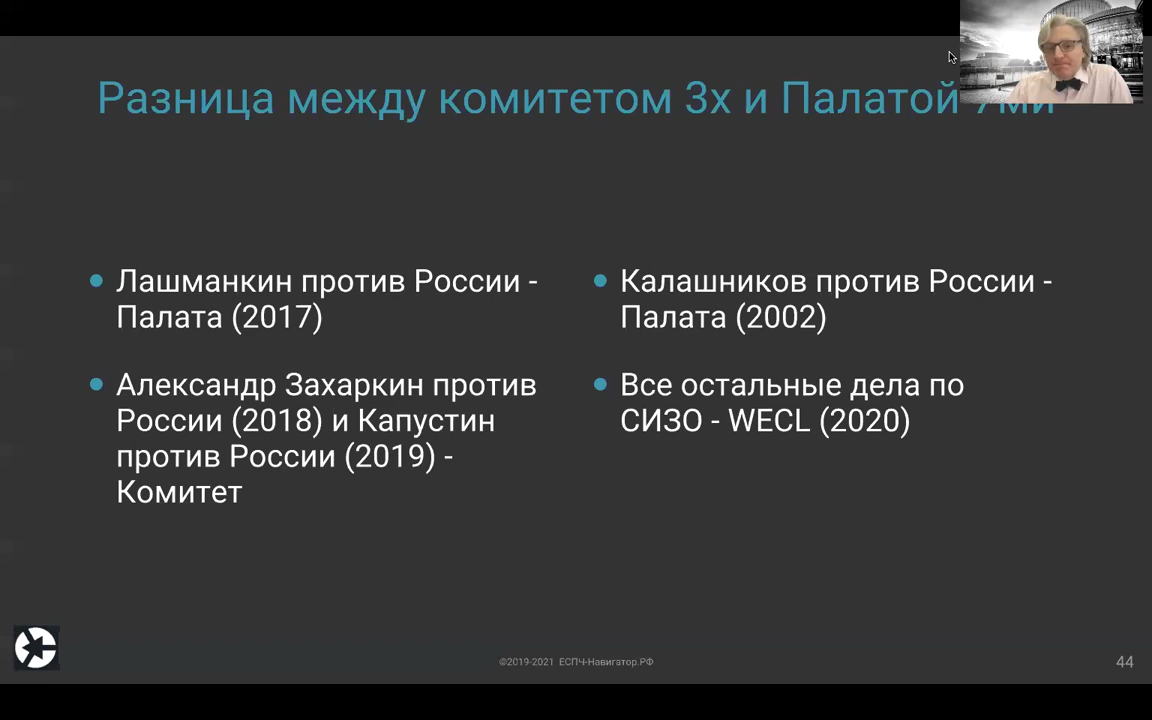 Разница между комитетом 3х и Палатой 7ми
Лашманкин против России -
Палата (2017)
Александр Захаркин против
России (2018) и Капустин
против России (2019) -
Комитет
Калашников против России -
Палата (2002)
Все остальные дела по
СИЗО - WECL (2020)
©2019-2021 ЕСПЧ-Навигатор.РФ
44